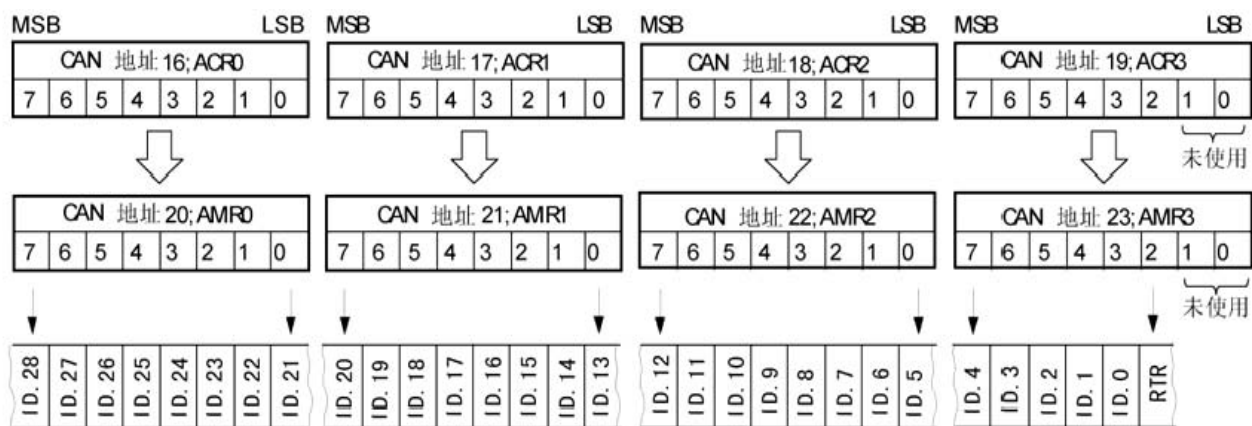 MSB LSB MSB LSB MSB LSB MSB LSB
CAN 地址 16;ACR0 CAN 地址 17;ACR1 CAN 地址 18;ACR2 CAN 地址 19;ACR3
7 6 5 4 3 2 1 0 7 6 5 4 3 2 1 0 7 6 5 4 3 2 1 0 7 6 5 4 3 2 1 0
未使用
CAN 地址 20;AMR0 CAN 地址 21;AMR1 CAN 地址 22;AMR2 CAN 地址 23;AMR3
7 6 5 4 3 2 1 0 7 6 5 4 3 2 1 0 7 6 5 4 3 2 1 0 7 6 5 4 3 2 1 0
未使用
ID. 28 ID. 27 ID. 26 ID. 25 ID. 24 ID. 23 ID. 22 ID. 21 ID. 20 ID. 19 ID. 18 ID. 17 ID. 16 ID. 15 ID. 14 ID. 13 ID. 12 ID. 11 ID. 10 ID. 9 ID. 8 ID. 7 ID. 6 ID. 5 ID. 4 ID. 3 ID. 2 ID. 1 ID. 0 RTR